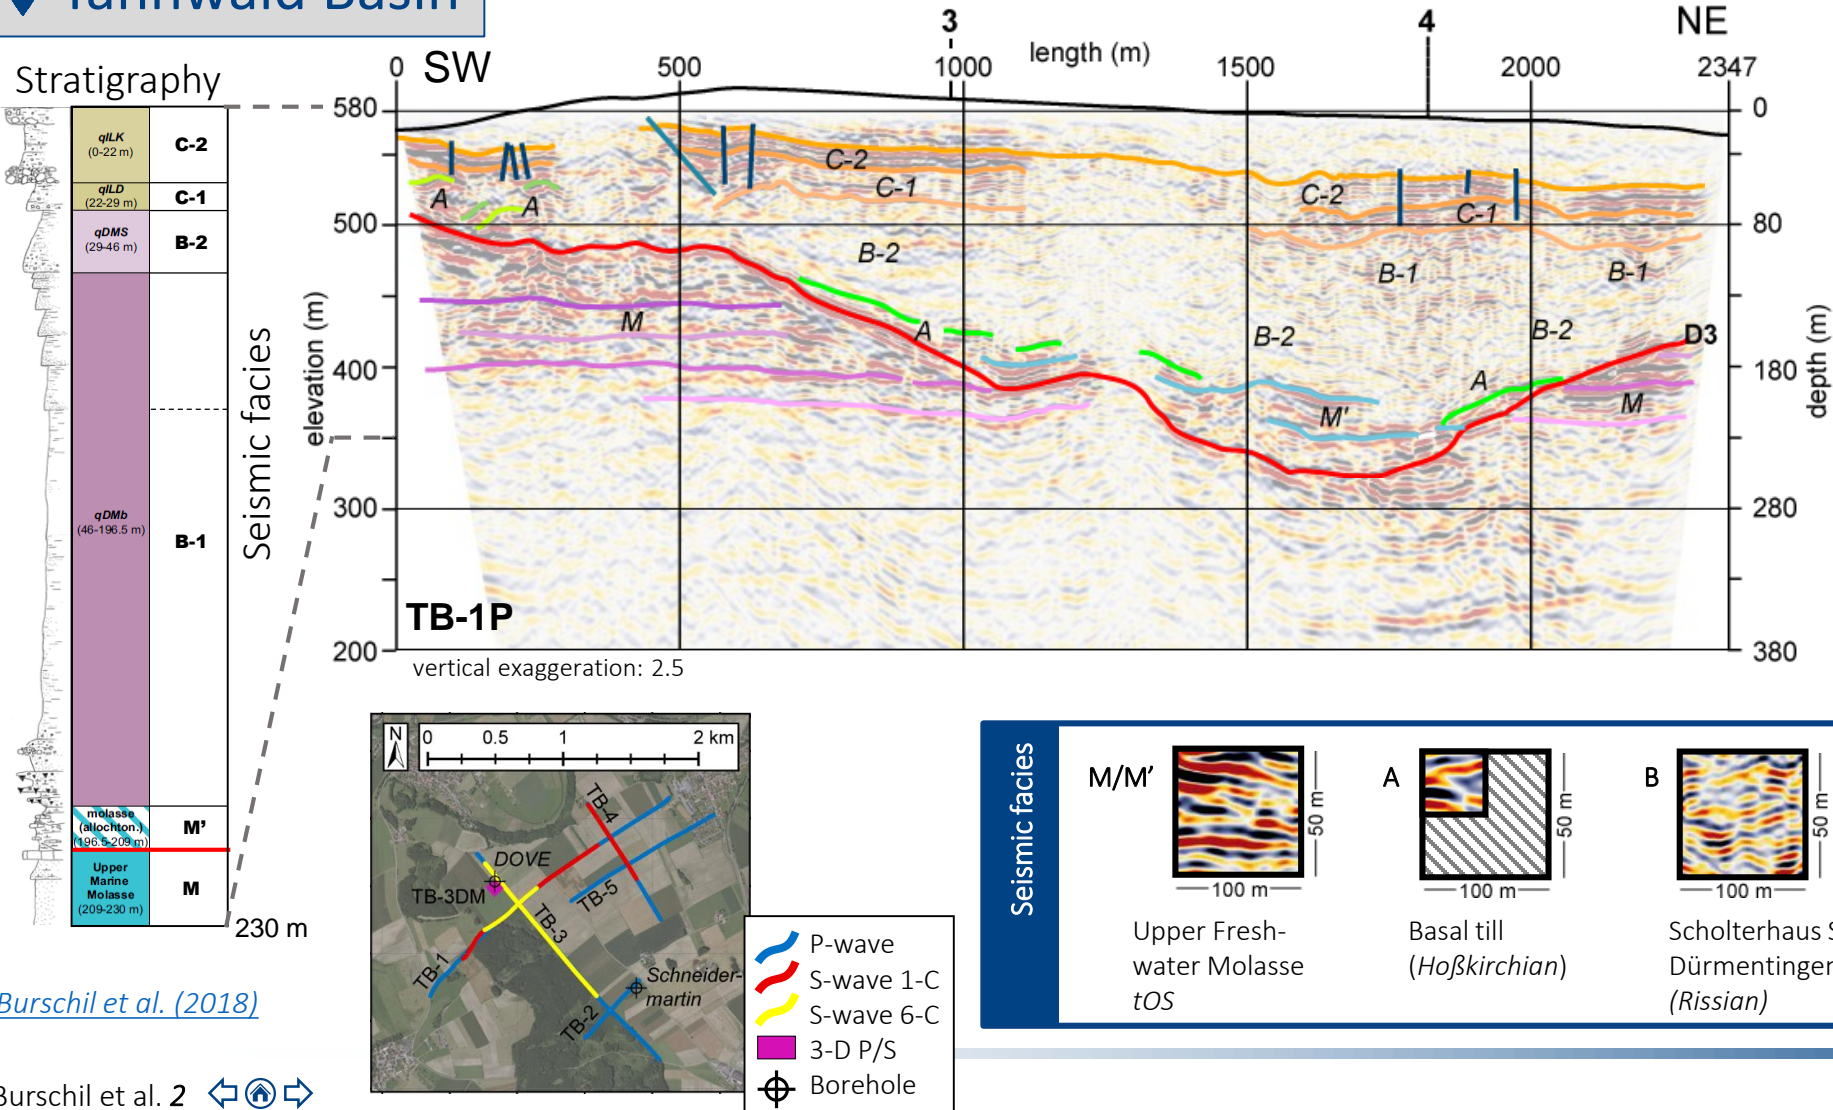 Tannwald Basin
Stratigraphy
qILK
(0-22 m)
C-2
qILD
(22-29 m)
C-1
qDMS
(29-46 m)
B-2
qDMb
(46-196.5 m)
B-1
molasse
(allochton.)
(196.5-209 m)
M'
Upper
Marine
Molasse
(209-230 m)
M
230 m
Seismic facies
3
4
NE
SW
length (m)
0
500
1000
1500
2000
2347
580
500
400
300
200
elevation (m)
0
80
180
280
380
depth (m)
C-2
C-1
A
A
B-2
M
A
C-2
C-1
B-1
B-1
B-2
B-2
D3
A
M'
M
TB-1P
vertical exaggeration: 2.5
N
0
0.5
1
2 km
TB-4
DOVE
TB-3DM
TB-5
TB-3
TB-1
Schneider-
martin
TB-2
P-wave
S-wave 1-C
S-wave 6-C
3-D P/S
Borehole
Seismic facies
M/M'
50 m
100 m
Upper Fresh-
water Molasse
tOS
A
50 m
100 m
Basal till
(Hoßkirchian)
B
50 m
100 m
Scholterhaus S
Dürmentinger
(Rissian)
Burschil et al. (2018)
Burschil et al. 2